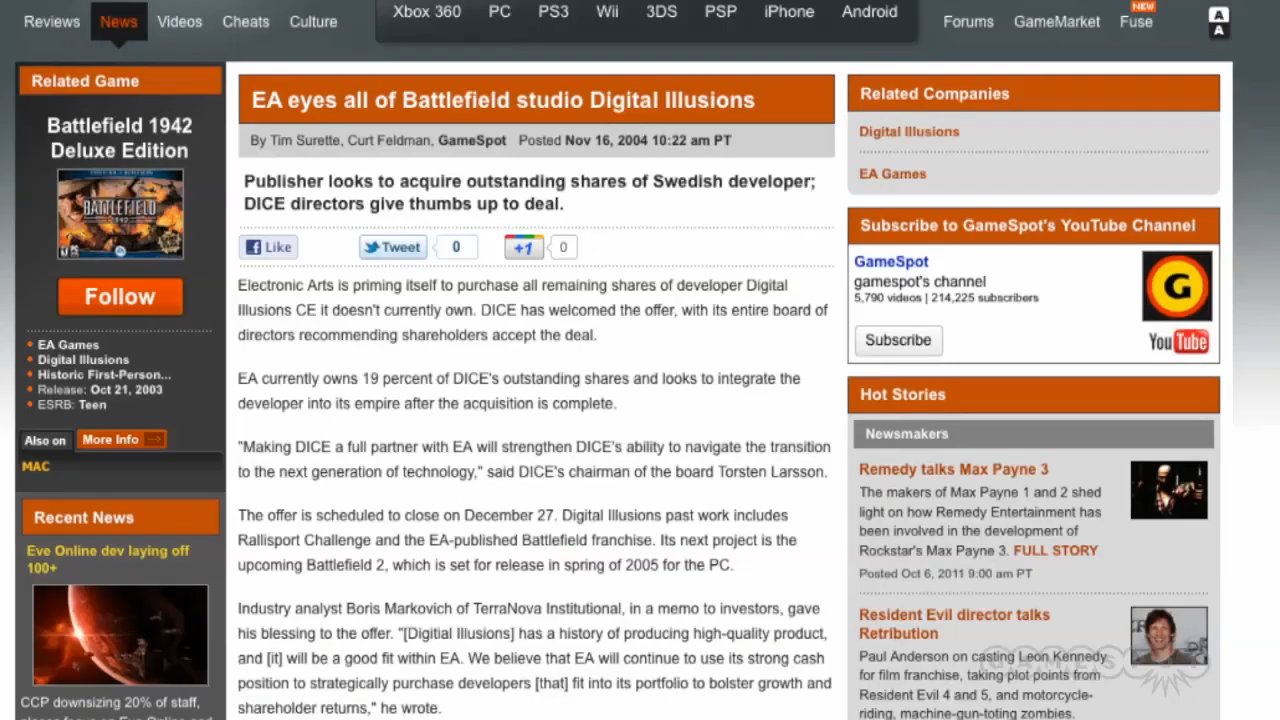 Reviews News Videos Cheats Culture
Xbox 360 PC PS3 Wii 3DS PSP iPhone Android
Forums GameMarket Fuse
NEW
A
A
Related Game
Battlefield 1942
Deluxe Edition
BATTLEFIELD
1942
Follow
EA Games
Digital Illusions
Historic First-Person...
Release: Oct 21, 2003
ESRB: Teen
Also on More Info
MAC
Recent News
Eve Online dev laying off
100+
CCP downsizing 20% of staff,
EA eyes all of Battlefield studio Digital Illusions
By Tim Surette, Curt Feldman, GameSpot Posted Nov 16, 2004 10:22 am PT
Publisher looks to acquire outstanding shares of Swedish developer;
DICE directors give thumbs up to deal.
Like Tweet 0 +1 0
Electronic Arts is priming itself to purchase all remaining shares of developer Digital
Illusions CE it doesn't currently own. DICE has welcomed the offer, with its entire board of
directors recommending shareholders accept the deal.
EA currently owns 19 percent of DICE's outstanding shares and looks to integrate the
developer into its empire after the acquisition is complete.
"Making DICE a full partner with EA will strengthen DICE's ability to navigate the transition
to the next generation of technology," said DICE's chairman of the board Torsten Larsson.
The offer is scheduled to close on December 27. Digital Illusions past work includes
Rallisport Challenge and the EA-published Battlefield franchise. Its next project is the
upcoming Battlefield 2, which is set for release in spring of 2005 for the PC.
Industry analyst Boris Markovich of TerraNova Institutional, in a memo to investors, gave
his blessing to the offer. "[Digitial Illusions] has a history of producing high-quality product,
and [it] will be a good fit within EA. We believe that EA will continue to use its strong cash
position to strategically purchase developers [that] fit into its portfolio to bolster growth and
shareholder returns," he wrote.
Related Companies
Digital Illusions
EA Games
Subscribe to GameSpot's YouTube Channel
GameSpot
gamespot's channel
5,790 videos | 214,225 subscribers
Subscribe
YouTube
Hot Stories
Newsmakers
Remedy talks Max Payne 3
The makers of Max Payne 1 and 2 shed
light on how Remedy Entertainment has
been involved in the development of
Rockstar's Max Payne 3. FULL STORY
Posted Oct 6, 2011 9:00 am PT
Resident Evil director talks
Retribution
Paul Anderson on casting Leon Kennedy
for film franchise, taking plot points from
Resident Evil 4 and 5, and motorcycle-
riding, machine-gun-toting zombies.